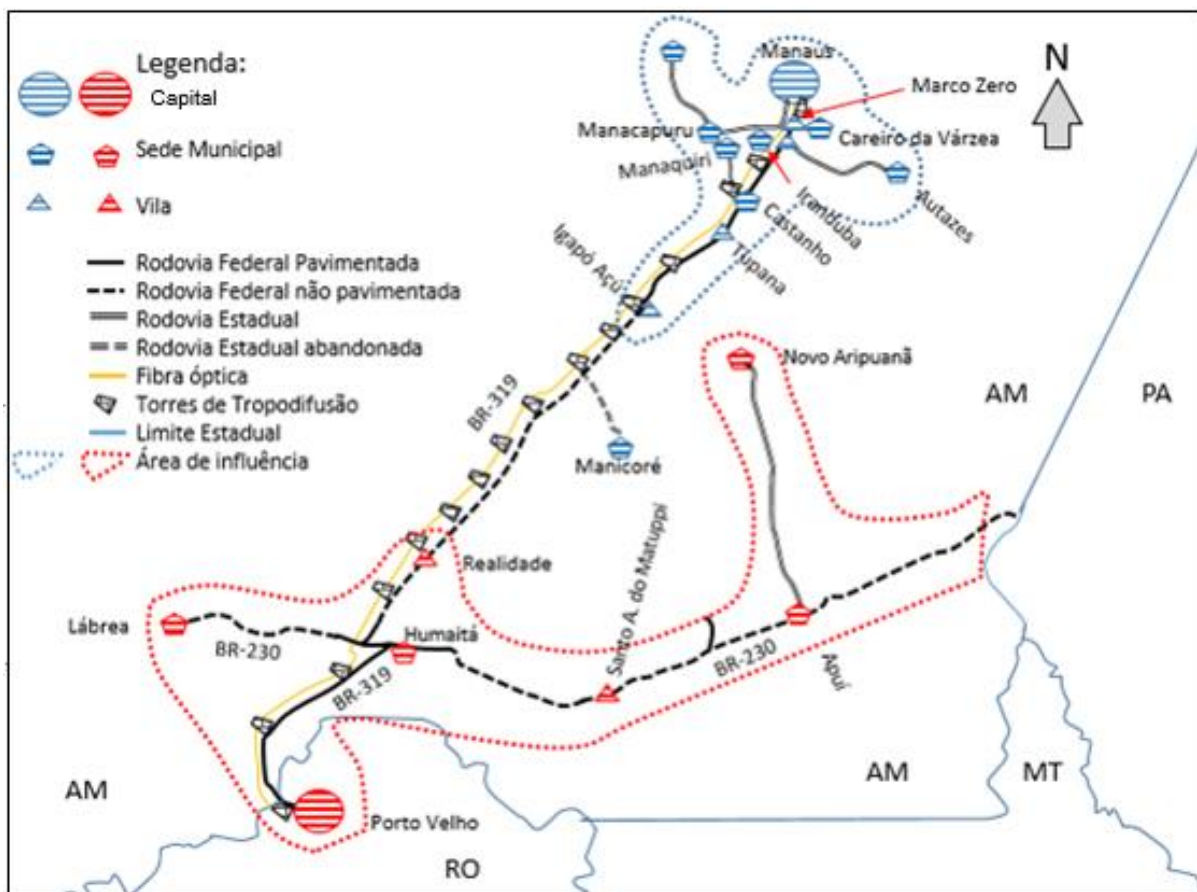 Legenda:
Capital
Sede Municipal
Vila
Rodovia Federal Pavimentada
Rodovia Federal não pavimentada
Rodovia Estadual
Rodovia Estadual abandonada
Fibra óptica
Torres de Tropodifusão
Limite Estadual
Área de influência
Manaus
N
Marco Zero
Manacapuru
Careiro da Várzea
Manaquiri
Iranduba
Autazes
Castanho
Tupana
Igapó Açú
Novo Aripuanã
AM
PA
BR-319
Manicoré
Realidade
Santo A. do Matuppi
Lábrea
BR-230
Humaitá
BR-319
BR-230
Apuí
AM
AM
MT
Porto Velho
RO